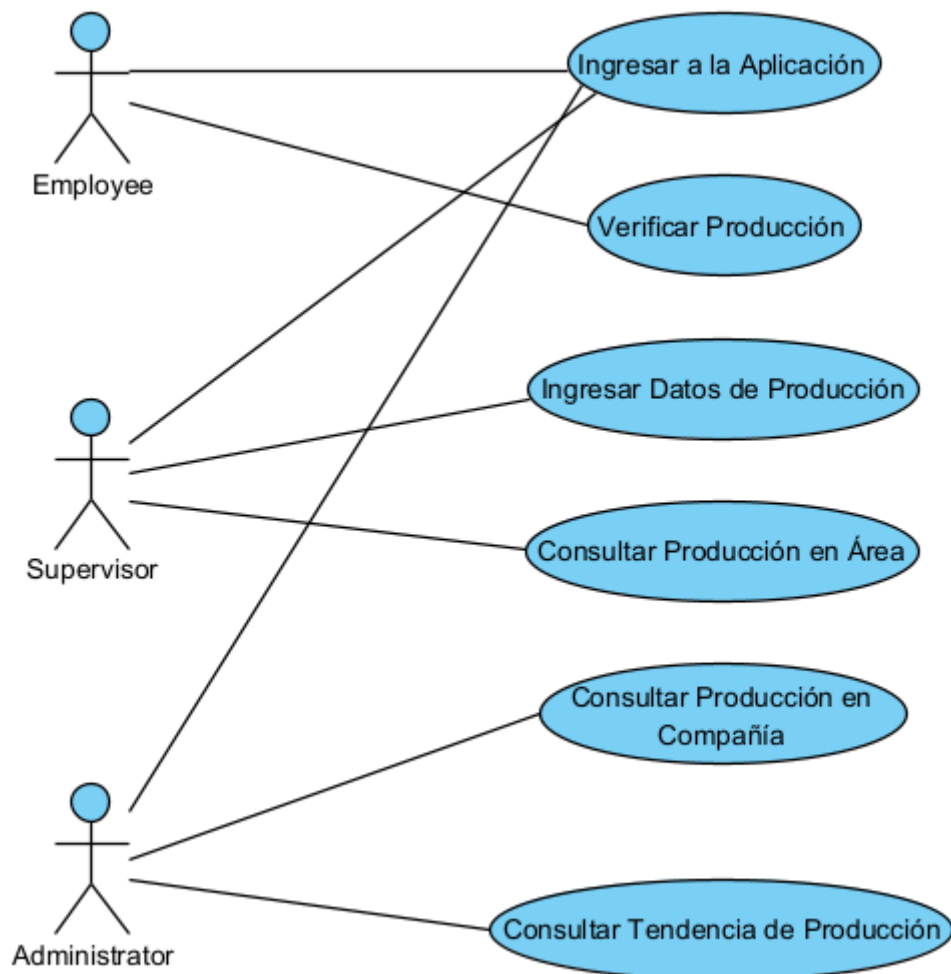 Ingresar a la Aplicación
Employee
Verificar Producción
Ingresar Datos de Producción
Supervisor
Consultar Producción en Área
Consultar Producción en
Compañía
Administrator
Consultar Tendencia de Producción